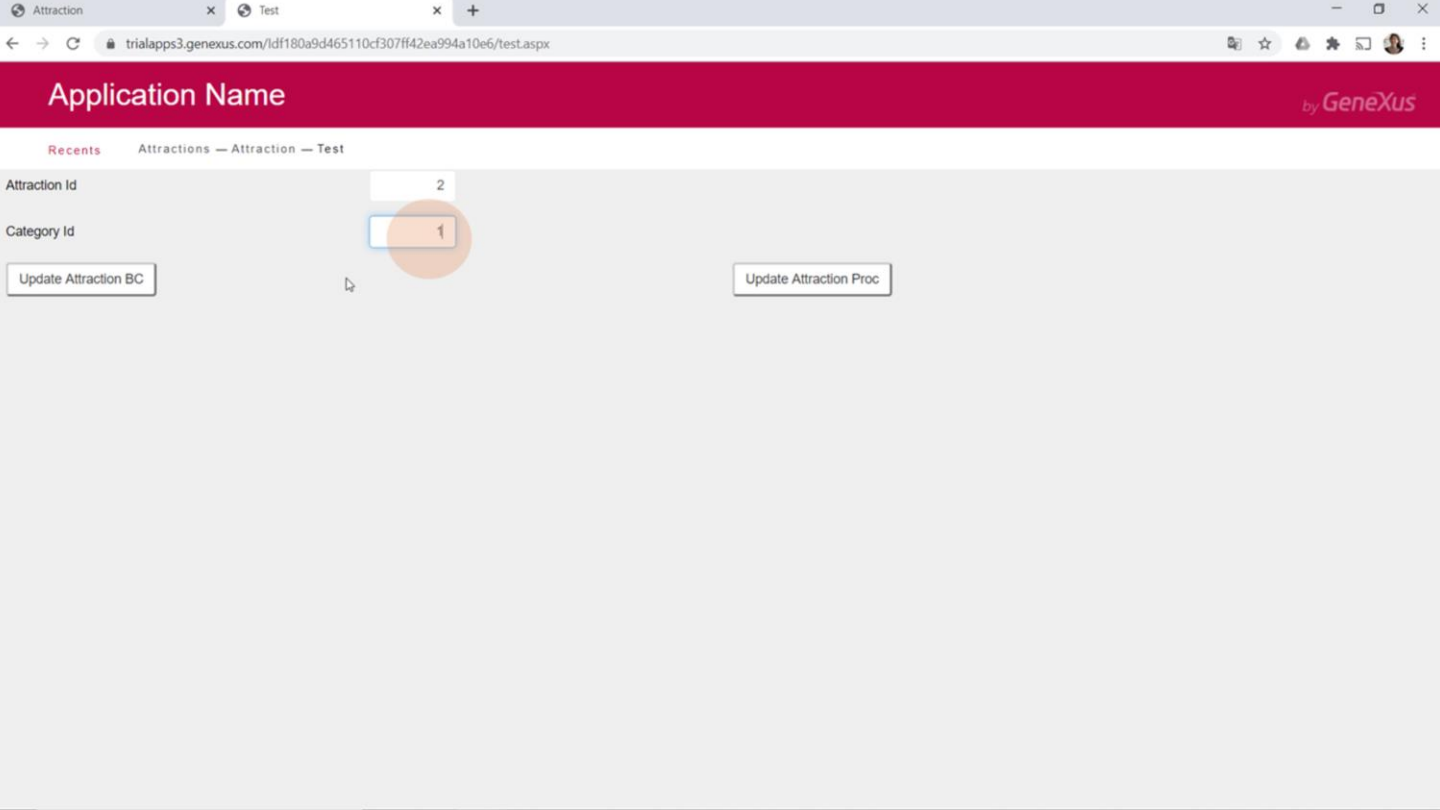 Attraction
Test
trialapps3.genexus.com/ldf180a9d465110cf307ff42ea994a10e6/test.aspx
Application Name
by GeneXus
Recents Attractions — Attraction — Test
Attraction Id 2
Category Id 1
Update Attraction BC Update Attraction Proc